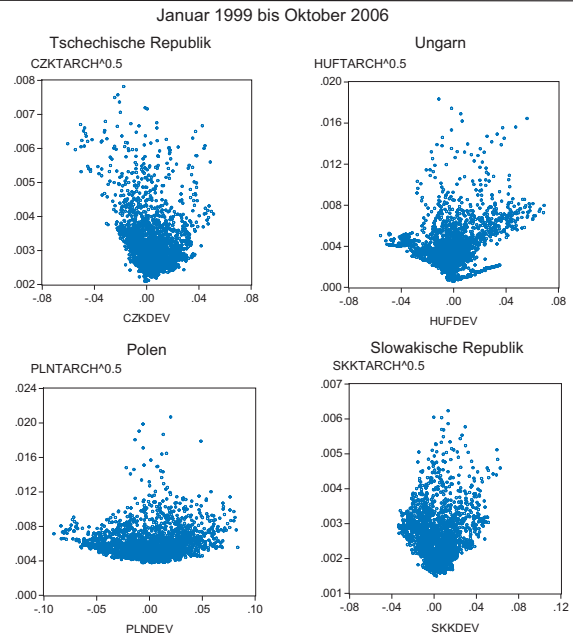 Januar 1999 bis Oktober 2006
Tschechische Republik
CZKTARCH^0.5
.008
.007
.006
.005
.004
.003
.002
-.08 -.04 .00 .04 .08
CZKDEV
Ungarn
HUFTARCH^0.5
.020
.016
.012
.008
.004
.000
-.08 -.04 .00 .04 .08
HUFDEV
Polen
PLNTARCH^0.5
.024
.020
.016
.012
.008
.004
.000
-.10 -.05 .00 .05 .10
PLNDEV
Slowakische Republik
SKKTARCH^0.5
.007
.006
.005
.004
.003
.002
.001
-.08 -.04 .00 .04 .08 .12
SKKDEV